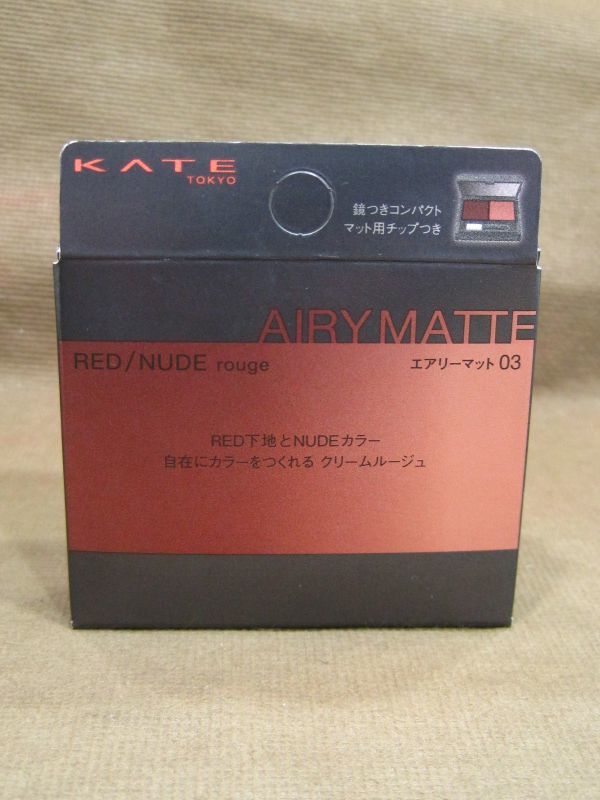 KATE
TOKYO
鏡つきコンパクト
マット用チップつき
AIRY MATTE
RED/NUDE rouge
エアリーマット 03
RED下地とNUDEカラー
自在にカラーをつくれる クリームルージュ